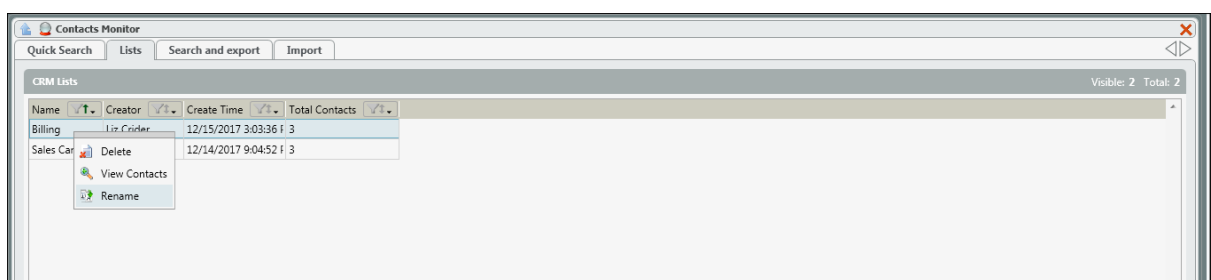 Contacts Monitor
Quick Search Lists Search and export Import
CRM Lists Visible: 2 Total: 2
Name Creator Create Time Total Contacts
Billing Liz Crider 12/15/2017 3:03:36 P 3
Sales Car 12/14/2017 9:04:52 P 3
Delete
View Contacts
Rename